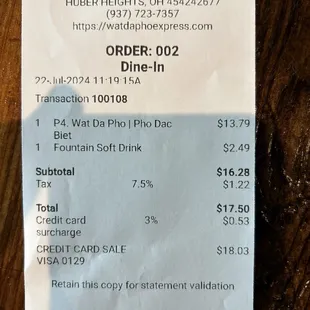 HUBER HEIGHTS, OH 454242677
(937) 723-7357
https://watdaphoexpress.com
ORDER: 002
Dine-In
22-Jul-2024 11:19:15A
Transaction 100108
1 P4. Wat Da Pho | Pho Dac $13.79
Biet
1 Fountain Soft Drink $2.49
Subtotal $16.28
Tax 7.5% $1.22
Total $17.50
Credit card 3% $0.53
surcharge
CREDIT CARD SALE $18.03
VISA 0129
Retain this copy for statement validation